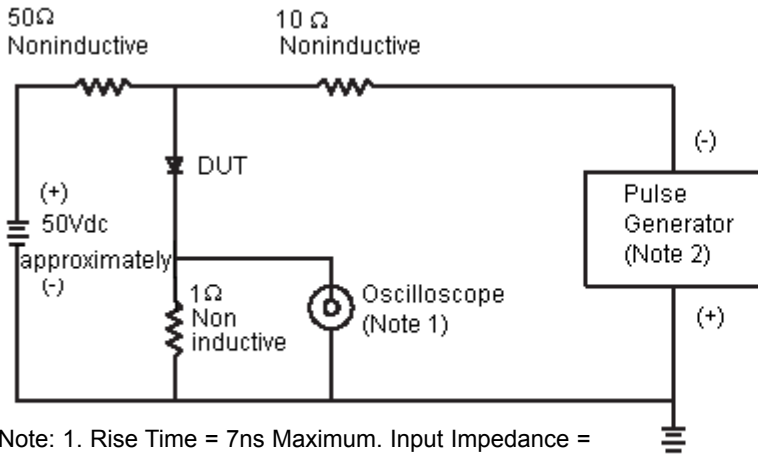 50Ω
Noninductive
10 Ω
Noninductive
DUT
(+)
50Vdc
approximately
(-)
1Ω
Non
inductive
Oscilloscope
(Note 1)
(-)
Pulse
Generator
(Note 2)
(+)
Note: 1. Rise Time = 7ns Maximum. Input Impedance =